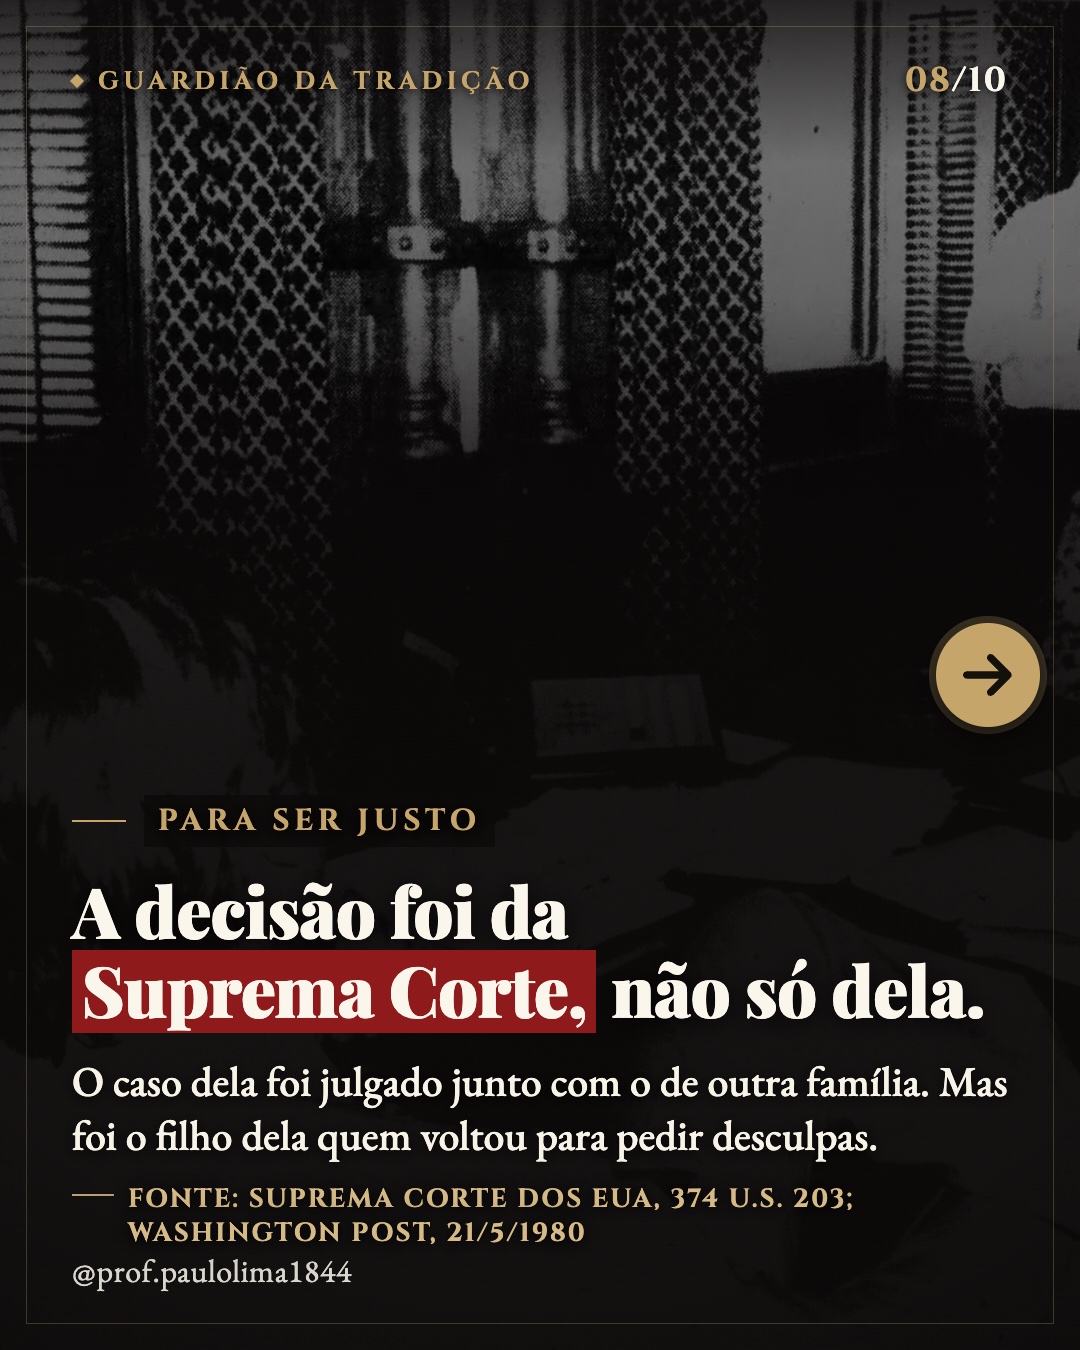 GUARDIÃO DA TRADIÇÃO
08/10
PARA SER JUSTO
A decisão foi da
Suprema Corte, não só dela.
O caso dela foi julgado junto com o de outra família. Mas
foi o filho dela quem voltou para pedir desculpas.
FONTE: SUPREMA CORTE DOS EUA, 374 U.S. 203;
WASHINGTON POST, 21/5/1980
@prof.paulolima1844